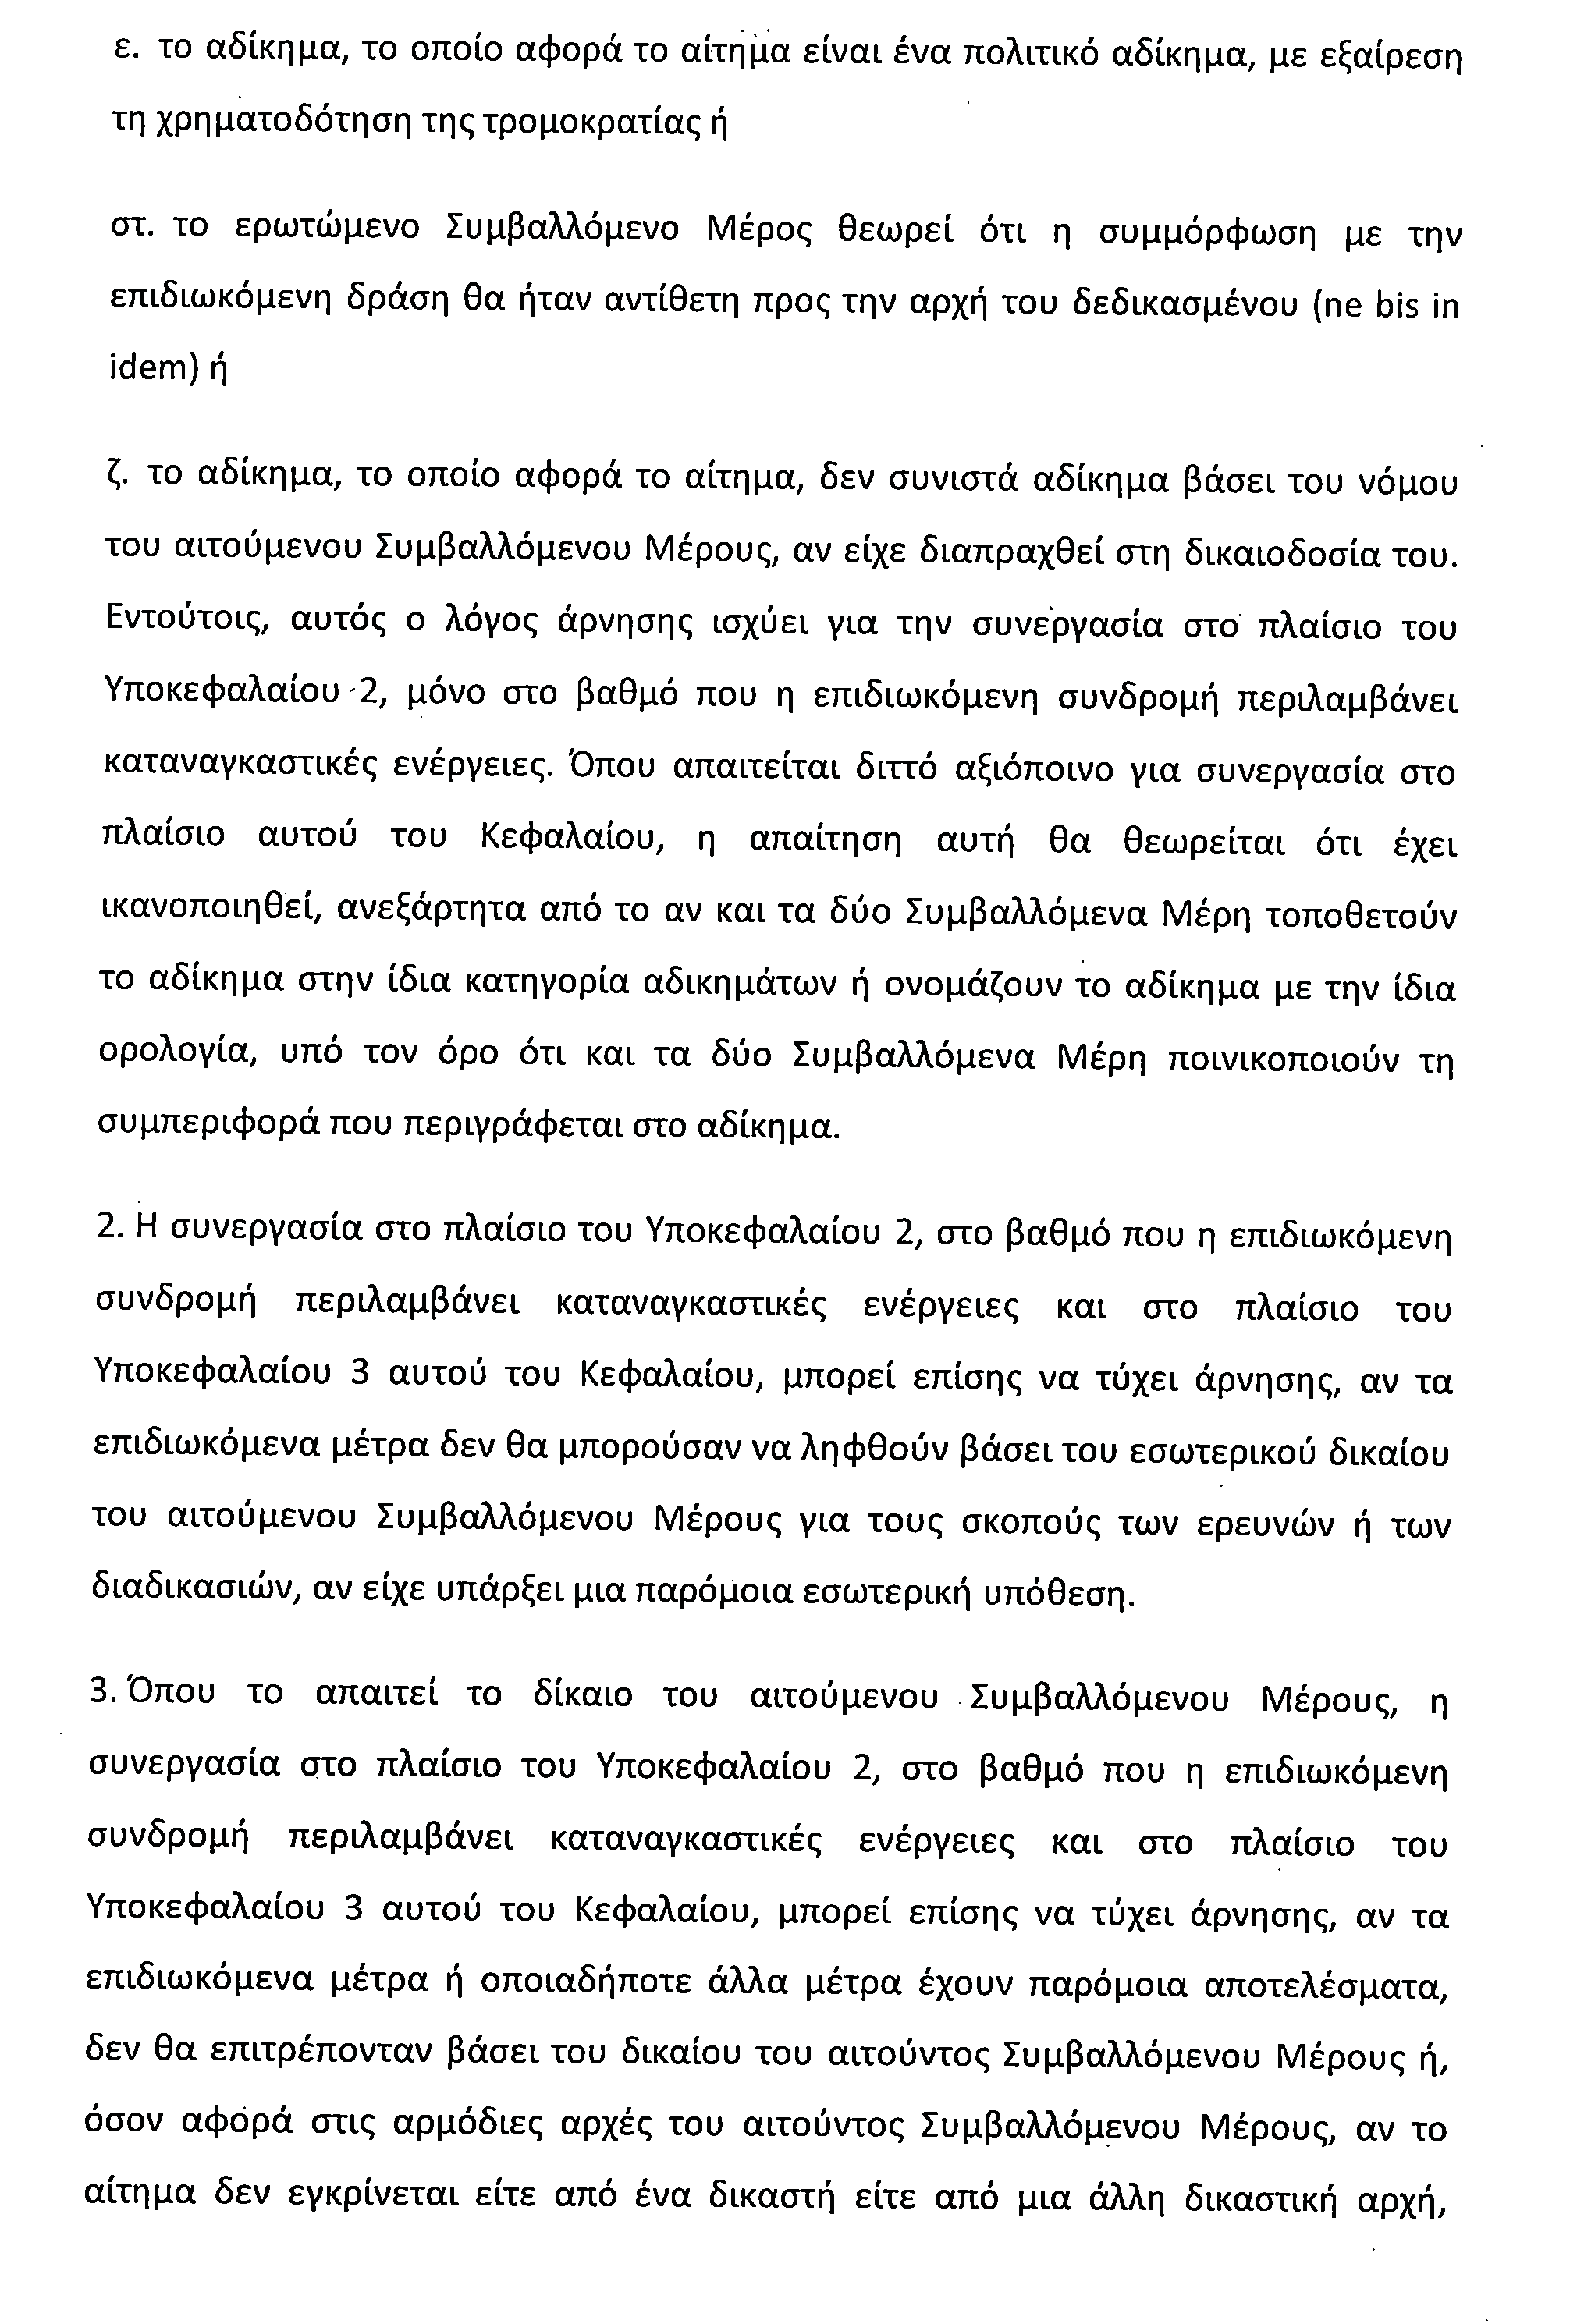 ε. το αδίκημα, το οποίο αφορά το αίτημα είναι ένα πολιτικό αδίκημα, με εξαίρεση
τη χρηματοδότηση της τρομοκρατίας ή
στ. το ερωτώμενο Συμβαλλόμενο Μέρος θεωρεί ότι η συμμόρφωση με την
επιδιωκόμενη δράση θα ήταν αντίθετη προς την αρχή του δεδικασμένου (ne bis in
idem) ή
ζ. το αδίκημα, το οποίο αφορά το αίτημα, δεν συνιστά αδίκημα βάσει του νόμου
του αιτούμενου Συμβαλλόμενου Μέρους, αν είχε διαπραχθεί στη δικαιοδοσία του.
Εντούτοις, αυτός ο λόγος άρνησης ισχύει για την συνεργασία στο πλαίσιο του
Υποκεφαλαίου 2, μόνο στο βαθμό που η επιδιωκόμενη συνδρομή περιλαμβάνει
καταναγκαστικές ενέργειες. Όπου απαιτείται διττό αξιόποινο για συνεργασία στο
πλαίσιο αυτού του Κεφαλαίου, η απαίτηση αυτή θα θεωρείται ότι έχει
ικανοποιηθεί, ανεξάρτητα από το αν και τα δύο Συμβαλλόμενα Μέρη τοποθετούν
το αδίκημα στην ίδια κατηγορία αδικημάτων ή ονομάζουν το αδίκημα με την ίδια
ορολογία, υπό τον όρο ότι και τα δύο Συμβαλλόμενα Μέρη ποινικοποιούν τη
συμπεριφορά που περιγράφεται στο αδίκημα.
2. Η συνεργασία στο πλαίσιο του Υποκεφαλαίου 2, στο βαθμό που η επιδιωκόμενη
συνδρομή περιλαμβάνει καταναγκαστικές ενέργειες και στο πλαίσιο του
Υποκεφαλαίου 3 αυτού του Κεφαλαίου, μπορεί επίσης να τύχει άρνησης, αν τα
επιδιωκόμενα μέτρα δεν θα μπορούσαν να ληφθούν βάσει του εσωτερικού δικαίου
του αιτούμενου Συμβαλλόμενου Μέρους για τους σκοπούς των ερευνών ή των
διαδικασιών, αν είχε υπάρξει μια παρόμοια εσωτερική υπόθεση.
3. Όπου το απαιτεί το δίκαιο του αιτούμενου Συμβαλλόμενου Μέρους, η
συνεργασία στο πλαίσιο του Υποκεφαλαίου 2, στο βαθμό που η επιδιωκόμενη
συνδρομή περιλαμβάνει καταναγκαστικές ενέργειες και στο πλαίσιο του
Υποκεφαλαίου 3 αυτού του Κεφαλαίου, μπορεί επίσης να τύχει άρνησης, αν τα
επιδιωκόμενα μέτρα ή οποιαδήποτε άλλα μέτρα έχουν παρόμοια αποτελέσματα,
δεν θα επιτρέπονταν βάσει του δικαίου του αιτούντος Συμβαλλόμενου Μέρους ή,
όσον αφορά στις αρμόδιες αρχές του αιτούντος Συμβαλλόμενου Μέρους, αν το
αίτημα δεν εγκρίνεται είτε από ένα δικαστή είτε από μια άλλη δικαστική αρχή,